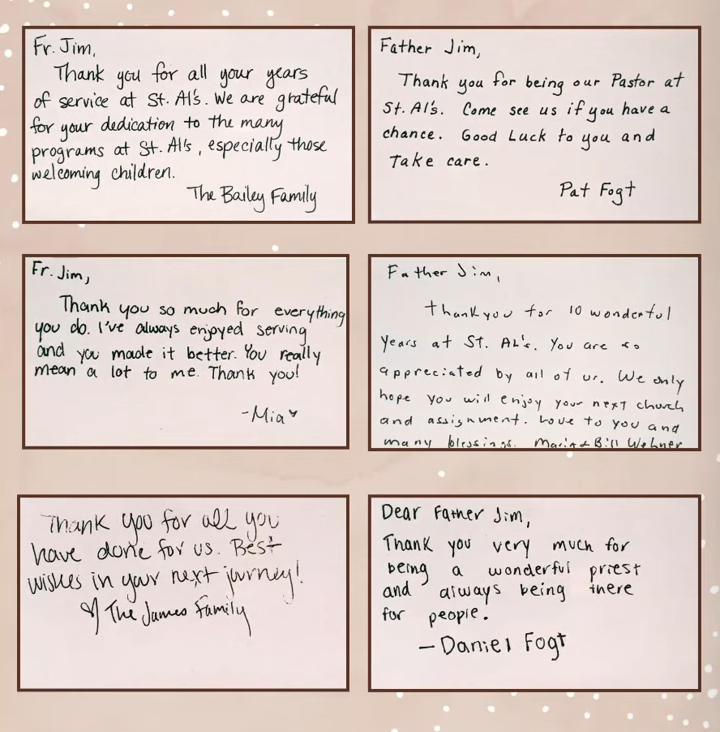 Fr. Jim,
Thank you for all your years
of service at St. Al's. We are grateful
for your dedication to the many
programs at St. Al's, especially those
welcoming children.
The Bailey Family
Father Jim,
Thank you for being our Pastor at
St. Al's. Come see us if you have a
chance. Good Luck to you and
Take care.
Pat Fogt
Fr. Jim,
Thank you so much for everything
you do. I've always enjoyed serving
and you made it better. You really
mean a lot to me. Thank you!
-Mia♥
Father Jim,
Thank you for 10 wonderful
years at St. Al's. You are so
appreciated by all of us. We only
hope you will enjoy your next church
and assignment. Love to you and
many blessings. Maria & Bill Wehner
Thank you for all you
have done for us. Best
wishes in your next journey!
♡ The James Family
Dear Father Jim,
Thank you very much for
being a wonderful priest
and always being there
for people.
– Daniel Fogt